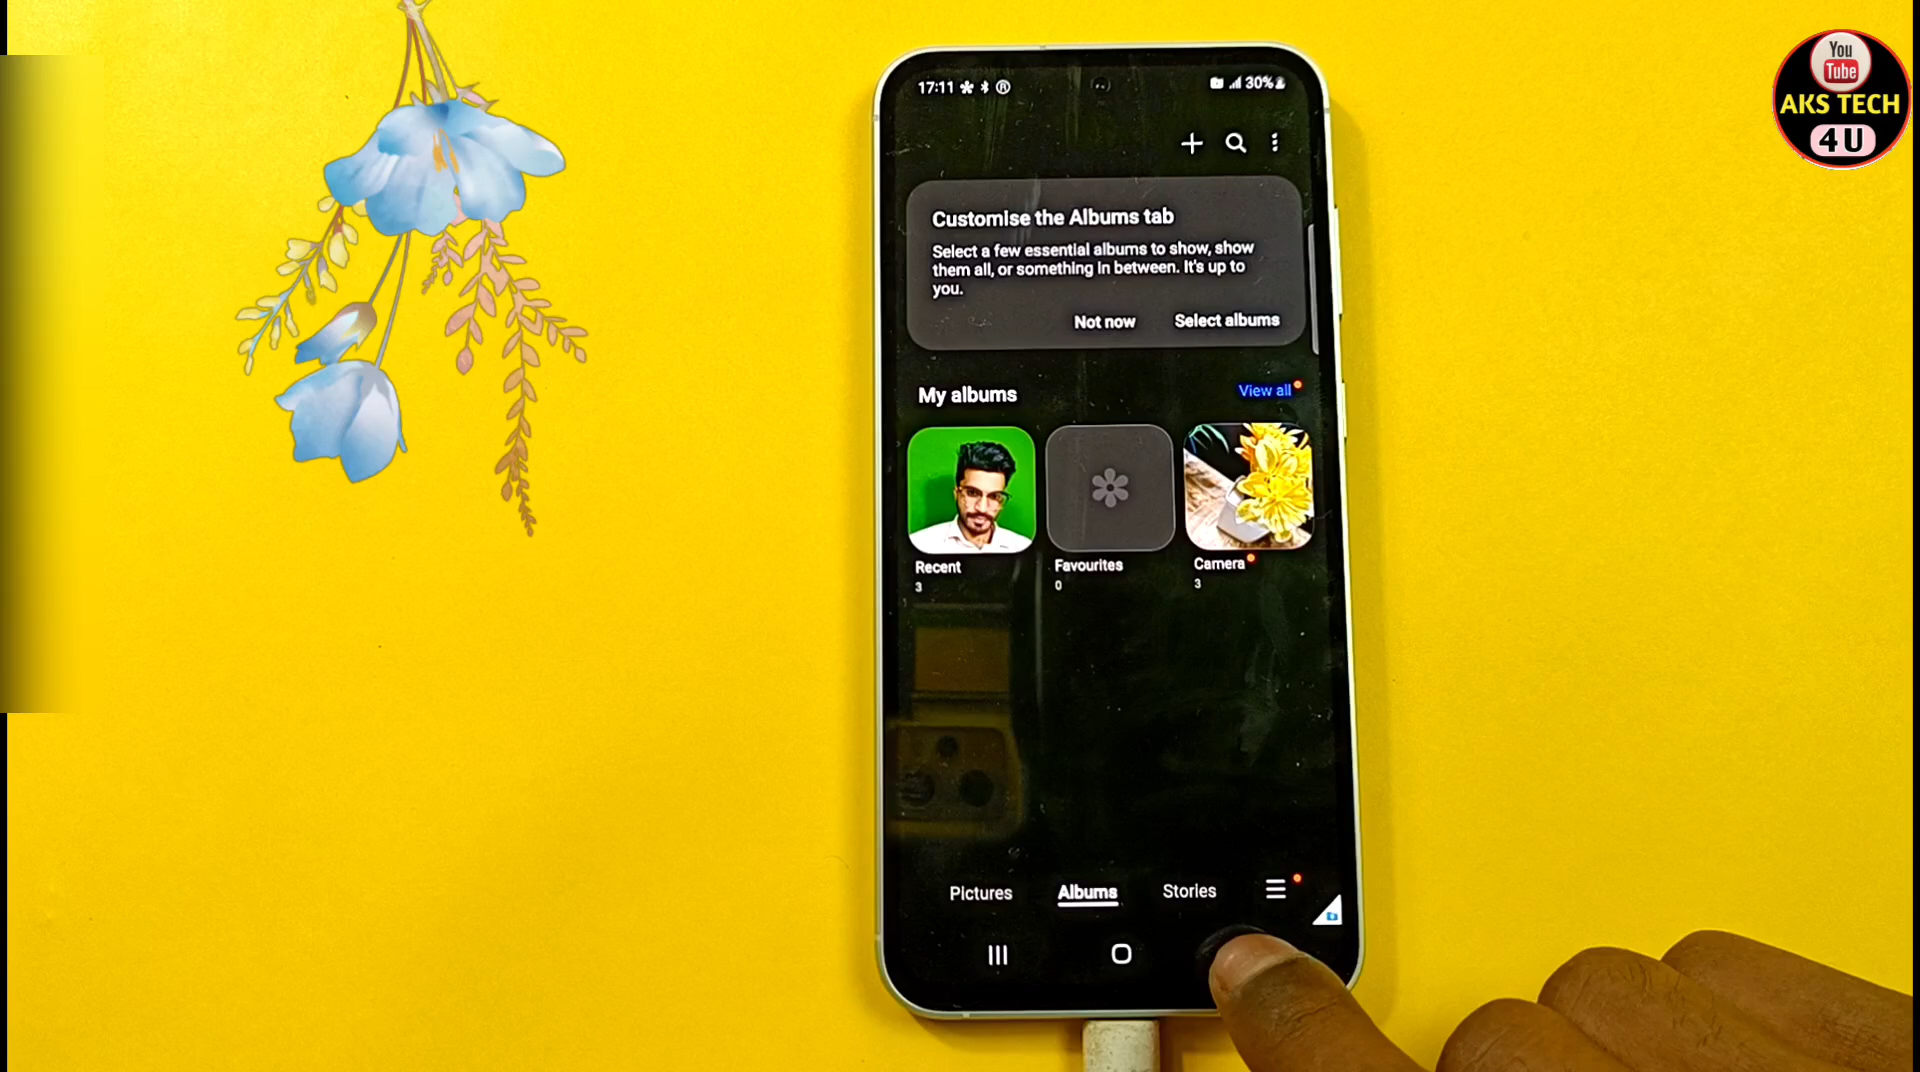 You
Tube
AKS TECH
4 U
17:11
30%
Customise the Albums tab
Select a few essential albums to show, show
them all, or something in between. It's up to
you.
Not now
Select albums
My albums
View all
Recent
3
Favourites
0
Camera
3
Pictures
Albums
Stories